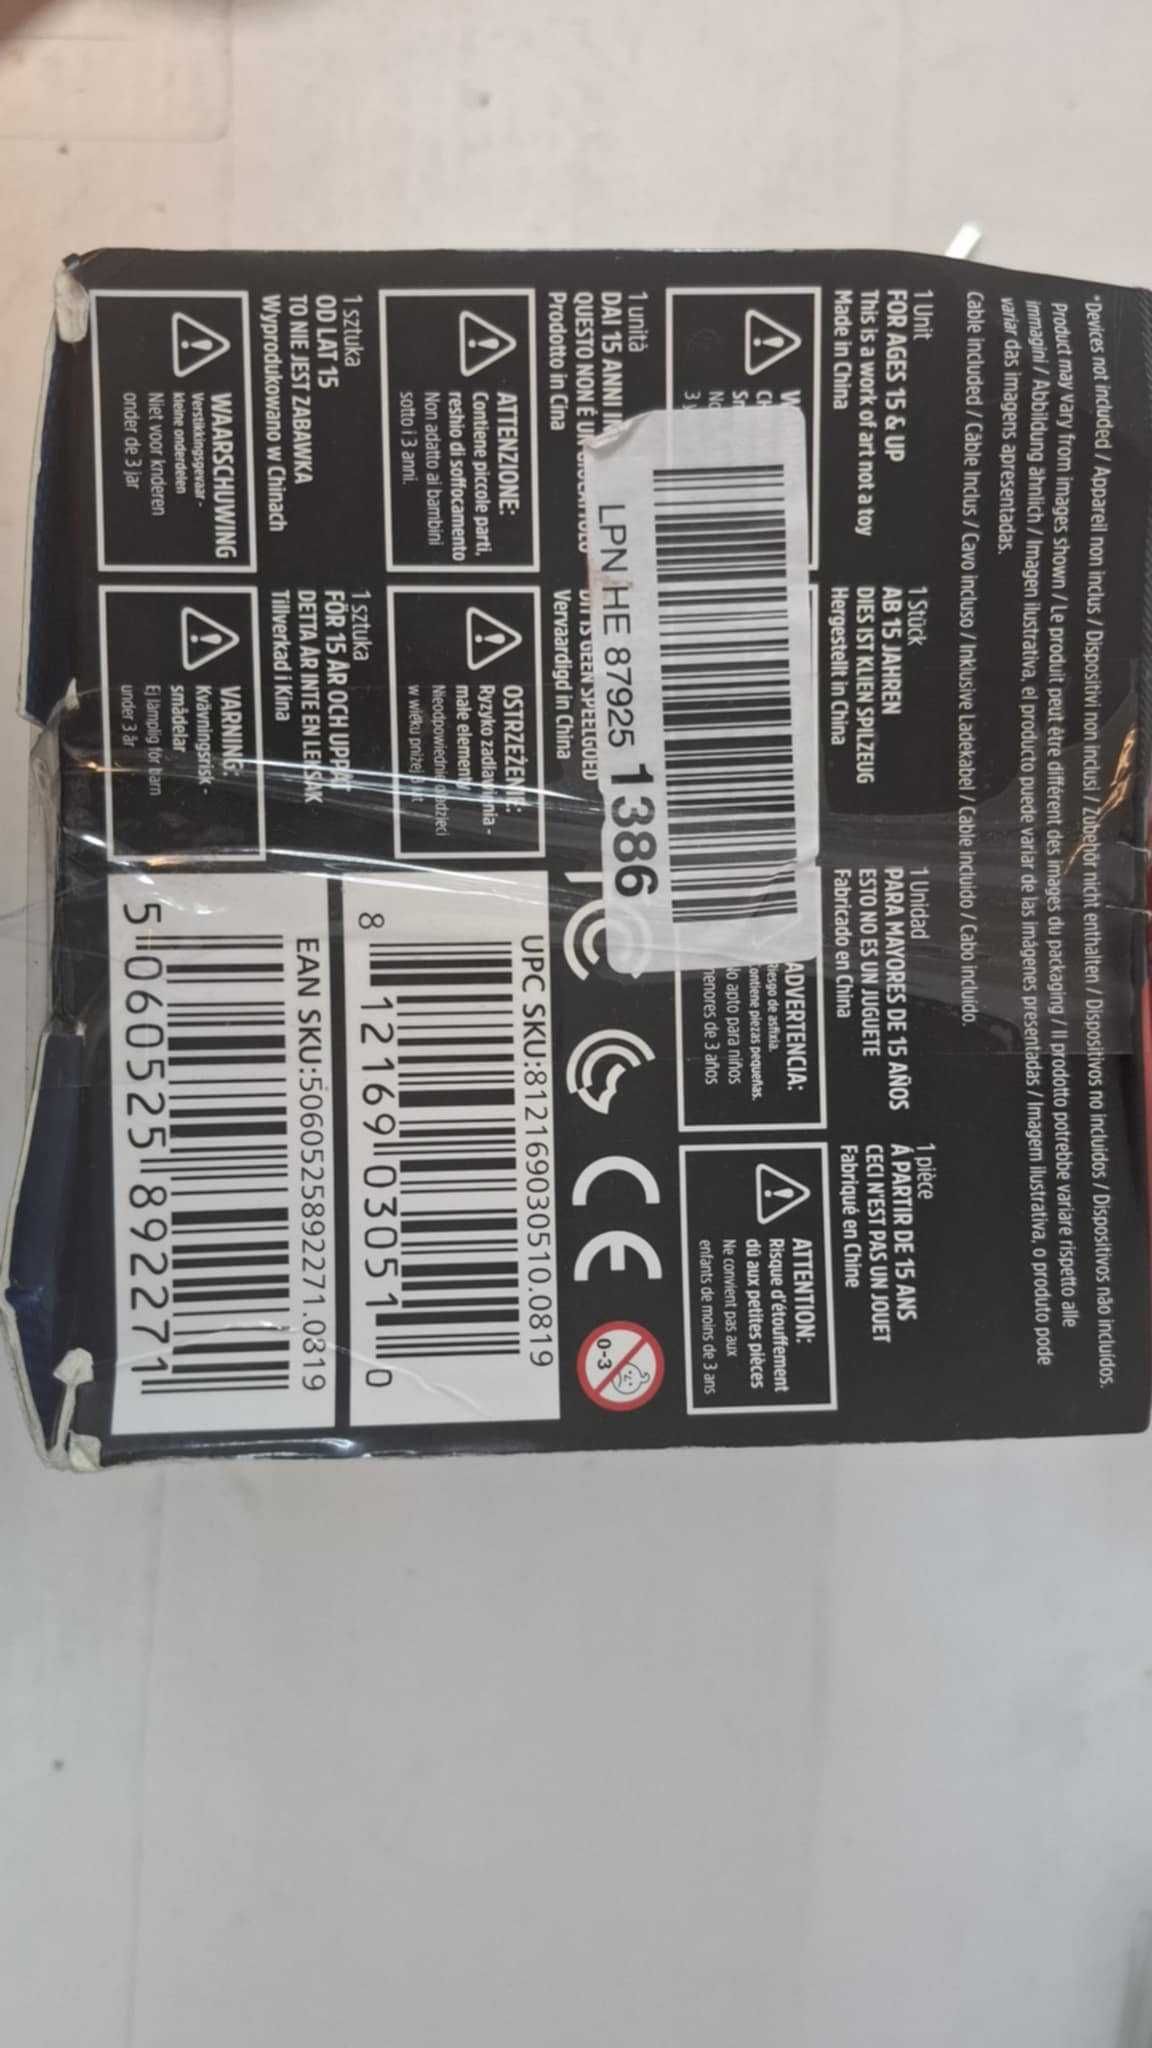 *Devices not included / Appareil non inclus / Dispositivi non inclusi / Zubehör nicht enthalten / Dispositivos no incluidos / Dispositivos não incluídos.
Product may vary from images shown / Le produit peut être différent des images du packaging / Il prodotto potrebbe variare rispetto alle
immagini / Abbildung ähnlich / Imagen ilustrativa, el producto puede variar de las imágenes presentadas / Imagem ilustrativa, o produto pode
variar das imagens apresentadas.
Cable included / Câble Inclus / Cavo incluso / Inklusive Ladekabel / Cable incluido / Cabo incluido.
1 Unit
FOR AGES 15 & UP
This is a work of art not a toy
Made in China
1 Stück
AB 15 JAHREN
DIES IST KLIEN SPILZEUG
Hergestellt in China
1 Unidad
PARA MAYORES DE 15 AÑOS
ESTO NO ES UN JUGUETE
Fabricado en China
1 pièce
À PARTIR DE 15 ANS
CECI N'EST PAS UN JOUET
Fabriqué en Chine
ADVERTENCIA:
de asfixia.
piezas pequeñas.
apto para niños
de 3 años
ATTENTION:
Risque d'étouffement
dû aux petites pièces
Ne convient pas aux
enfants de moins de 3 ans
LPN HE 87925 1386
1 unità
DAI 15 ANNI IN
QUESTO NON È
Prodotto in Cina
DIT IS GEEN SPEELGOED
Vervaardigd in China
CE
0-3
ATTENZIONE:
Contiene piccole parti,
reshio di soffocamento
Non adatto ai bambini
sotto i 3 anni.
OSTRZEŻENIE:
Ryzyko zadławienia -
małe elementy
w wieku
UPC SKU:812169030510.0819
8 12169 03051 0
1 sztuka
OD LAT 15
TO NIE JEST ZABAWKA
Wyprodukowano w Chinach
1 sztuka
FÖR 15 ÅR OCH UPPÅT
DETTA ÄR INTE EN LEKSAK
Tillverkad i Kina
WAARSCHUWING
Verstikkingsgevaar -
kleine onderdelen
Niet voor kinderen
onder de 3 jar
VARNING:
Kvävningsrisk -
smådelar
Ej lämplig för barn
under 3 år
EAN SKU:5060525892271.0819
5 060525 892271